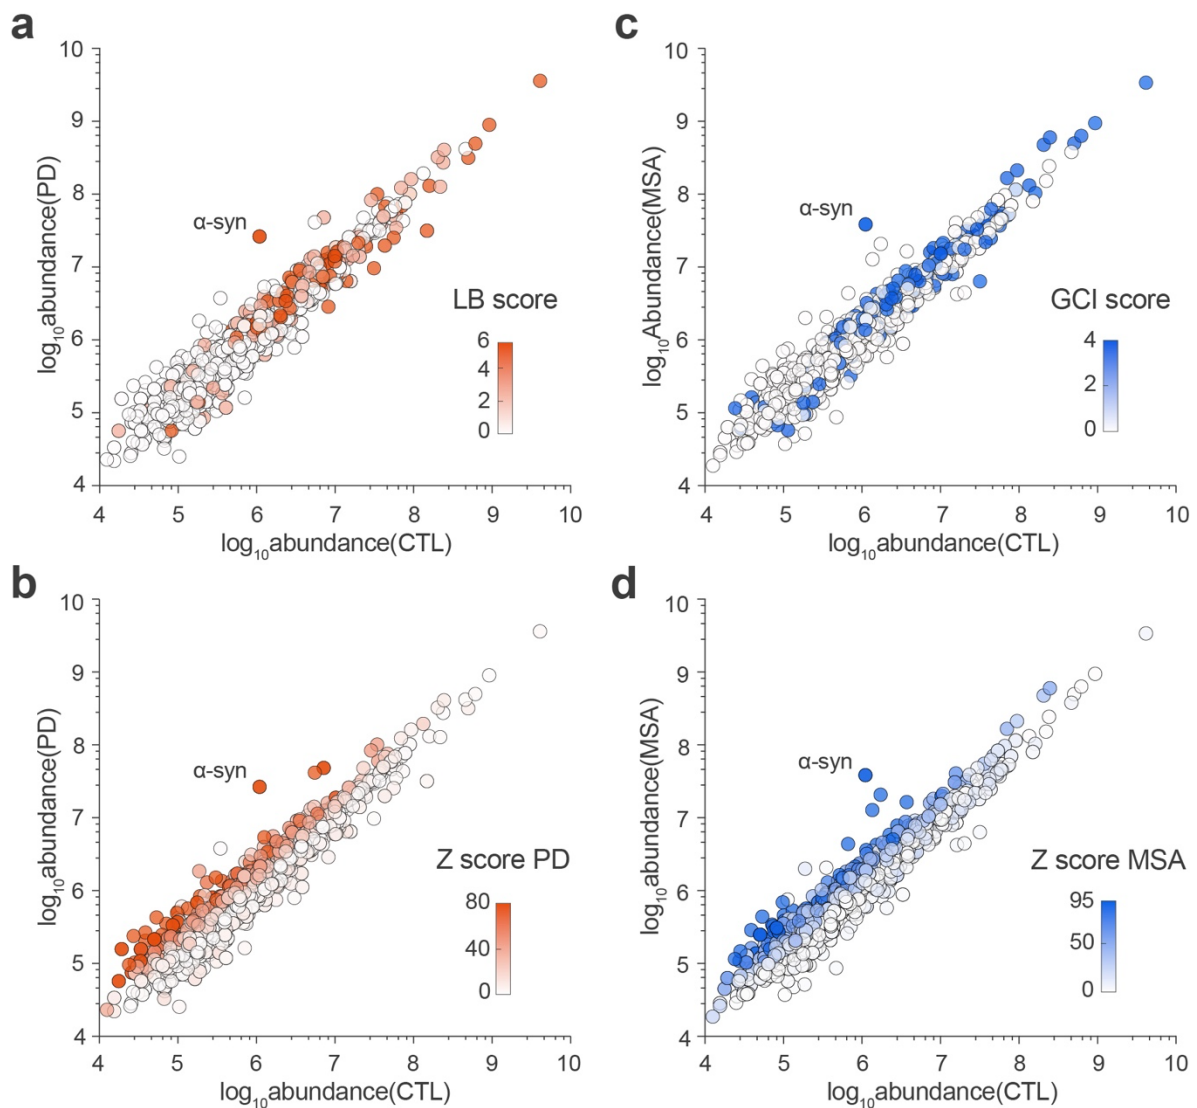 a
log10abundance(PD)
10
9
8
7
6
5
4
α-syn
LB score
6
4
2
0
4 5 6 7 8 9 10
log10abundance(CTL)
c
log10Abundance(MSA)
10
9
8
7
6
5
4
α-syn
GCI score
4
2
0
4 5 6 7 8 9 10
log10abundance(CTL)
b
log10abundance(PD)
10
9
8
7
6
5
4
α-syn
Z score PD
80
40
0
4 5 6 7 8 9 10
log10abundance(CTL)
d
log10abundance(MSA)
10
9
8
7
6
5
4
α-syn
Z score MSA
95
50
0
4 5 6 7 8 9 10
log10abundance(CTL)